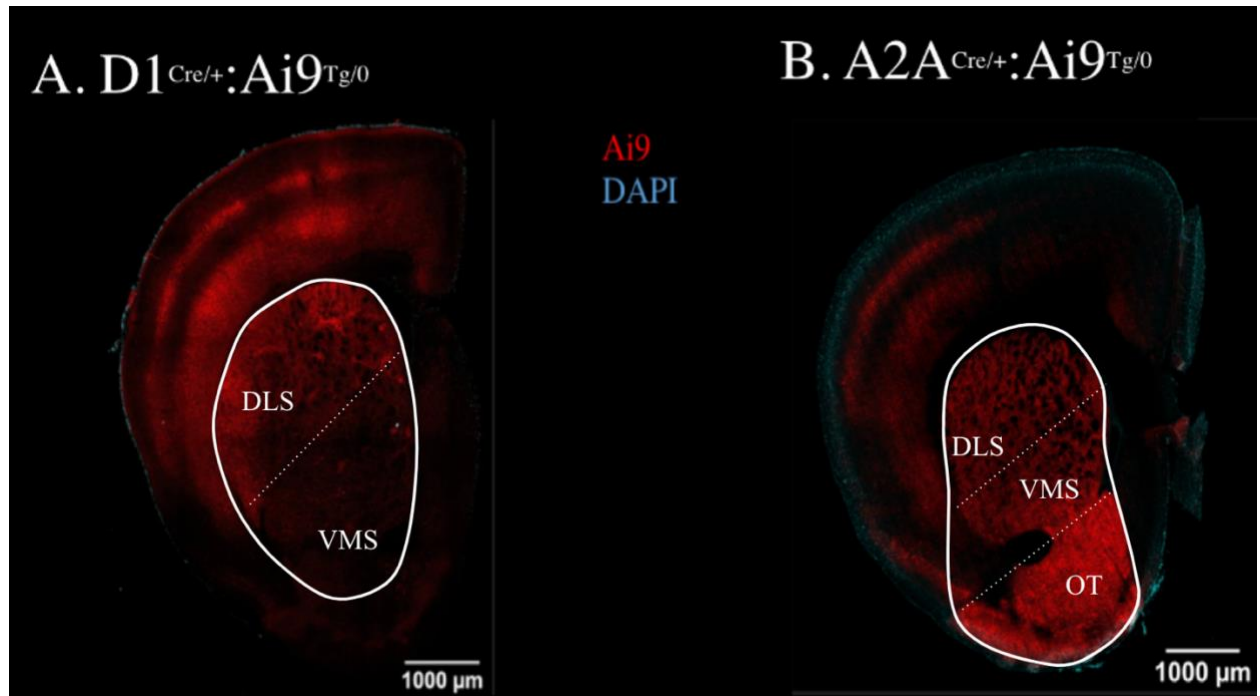 A. D1Cre/+:Ai9Tg/0
B. A2ACre/+:Ai9Tg/0
Ai9
DAPI
DLS
VMS
1000 µm
DLS
VMS
OT
1000 µm